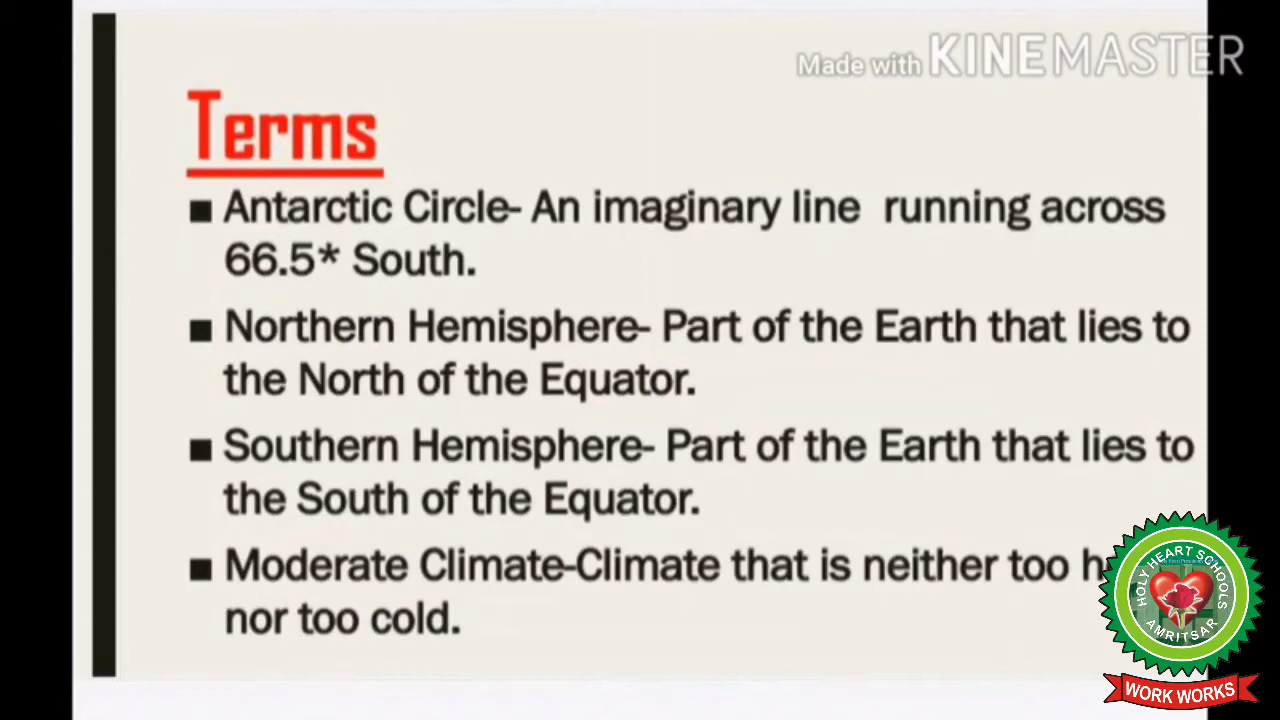 Made with KINEMASTER
Terms
■ Antarctic Circle- An imaginary line running across
66.5* South.
■ Northern Hemisphere- Part of the Earth that lies to
the North of the Equator.
■ Southern Hemisphere- Part of the Earth that lies to
the South of the Equator.
■ Moderate Climate-Climate that is neither too
nor too cold.
HOLY HEART SCHOOLS
AMRITSAR
WORK WORKS